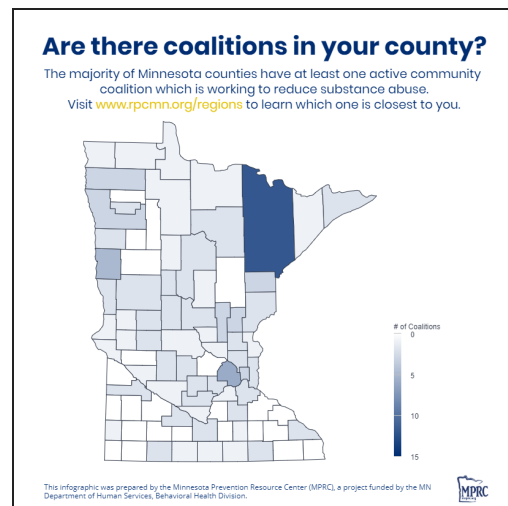 Are there coalitions in your county?
The majority of Minnesota counties have at least one active community
coalition which is working to reduce substance abuse.
Visit www.rpcmn.org/regions to learn which one is closest to you.
# of Coalitions
0
5
10
15
This infographic was prepared by the Minnesota Prevention Resource Center (MPRC), a project funded by the MN
Department of Human Services, Behavioral Health Division.
MPRC